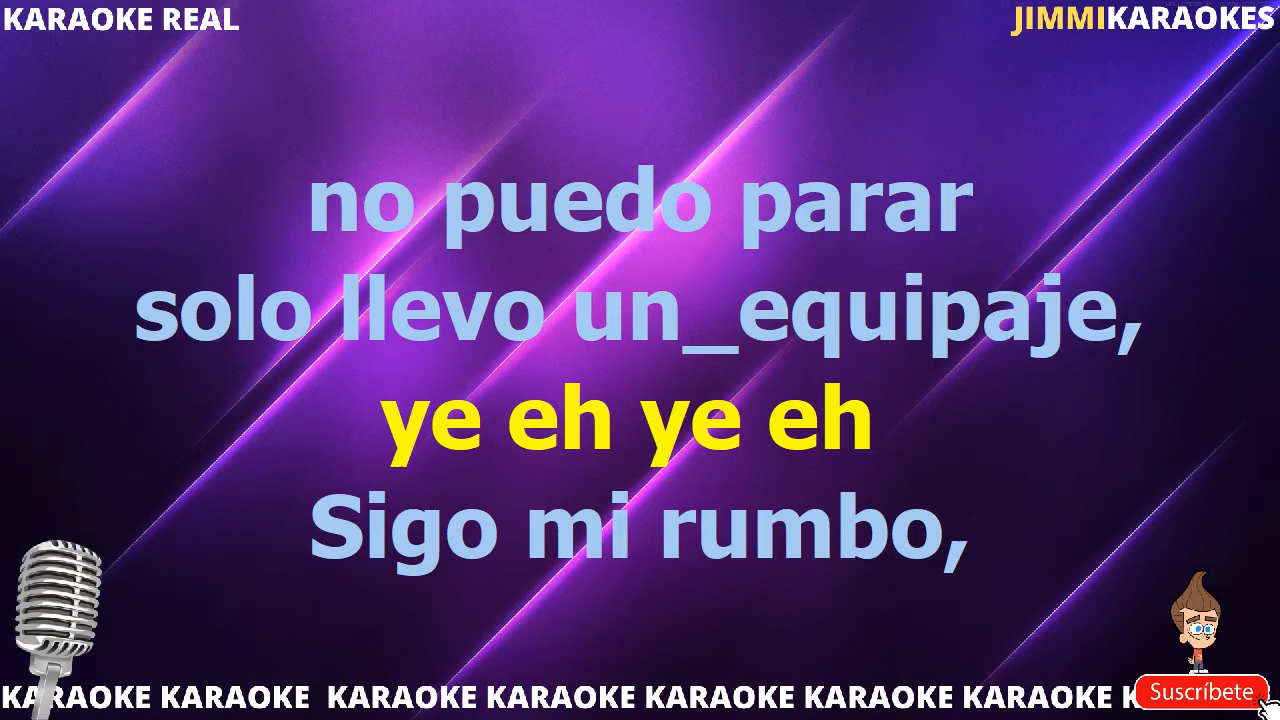 KARAOKE REAL
JIMMIKARAOKES
no puedo parar
solo llevo un_equipaje,
ye eh ye eh
Sigo mi rumbo,
KARAOKE KARAOKE KARAOKE KARAOKE KARAOKE KARAOKE KARAOKE K
Suscríbete